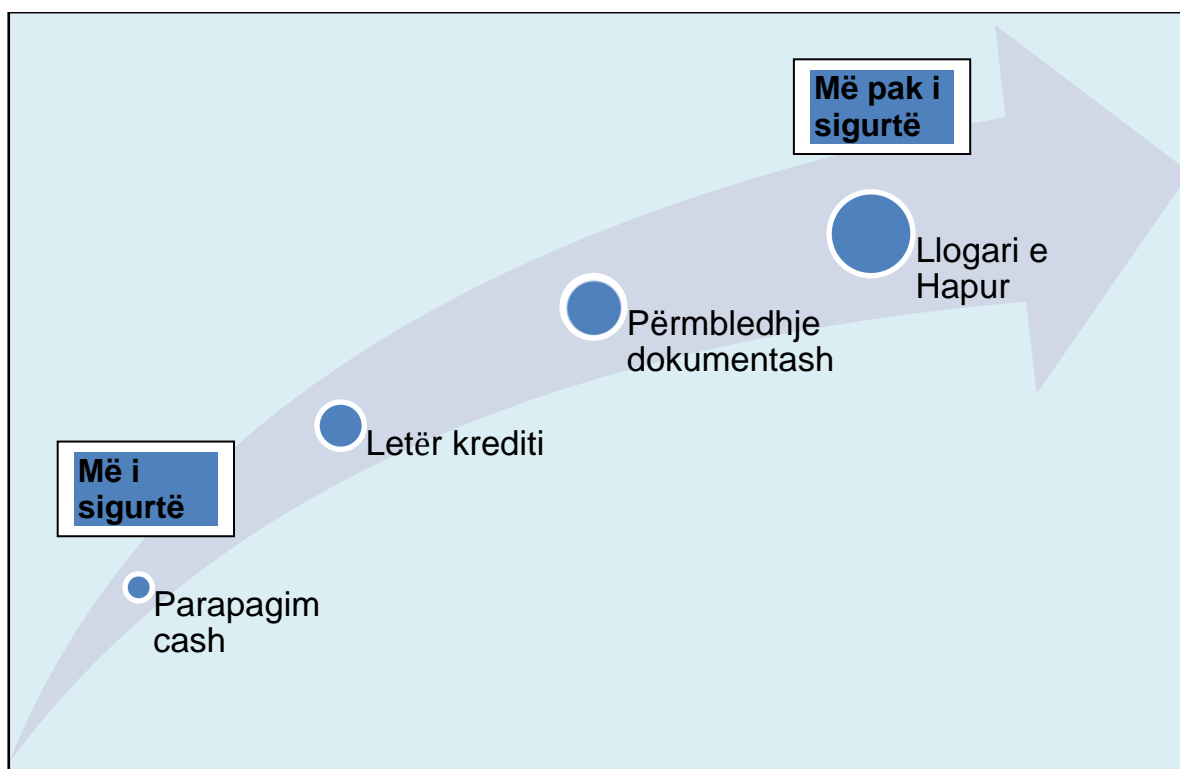 Më pak i
sigurtë
Llogari e
Hapur
Përmbledhje
dokumentash
Letër krediti
Më i
sigurtë
Parapagim
cash